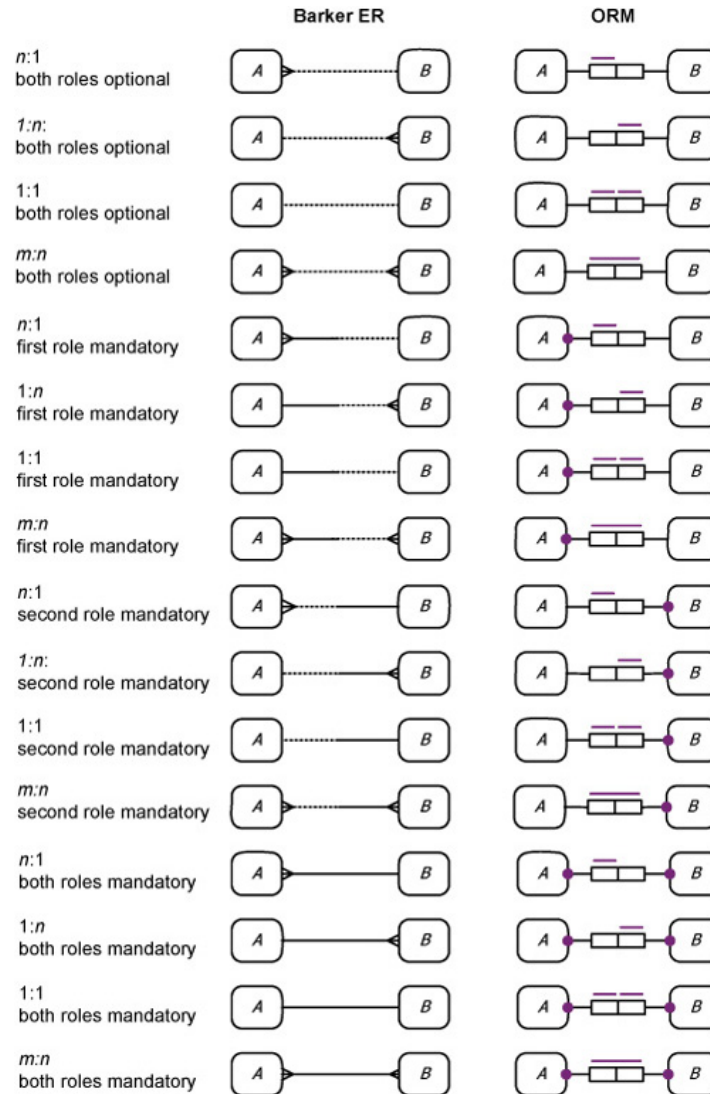 Barker ER ORM
n:1
both roles optional
A B A B
1:n:
both roles optional
A B A B
1:1
both roles optional
A B A B
m:n
both roles optional
A B A B
n:1
first role mandatory
A B A B
1:n
first role mandatory
A B A B
1:1
first role mandatory
A B A B
m:n
first role mandatory
A B A B
n:1
second role mandatory
A B A B
1:n:
second role mandatory
A B A B
1:1
second role mandatory
A B A B
m:n
second role mandatory
A B A B
n:1
both roles mandatory
A B A B
1:n
both roles mandatory
A B A B
1:1
both roles mandatory
A B A B
m:n
both roles mandatory
A B A B